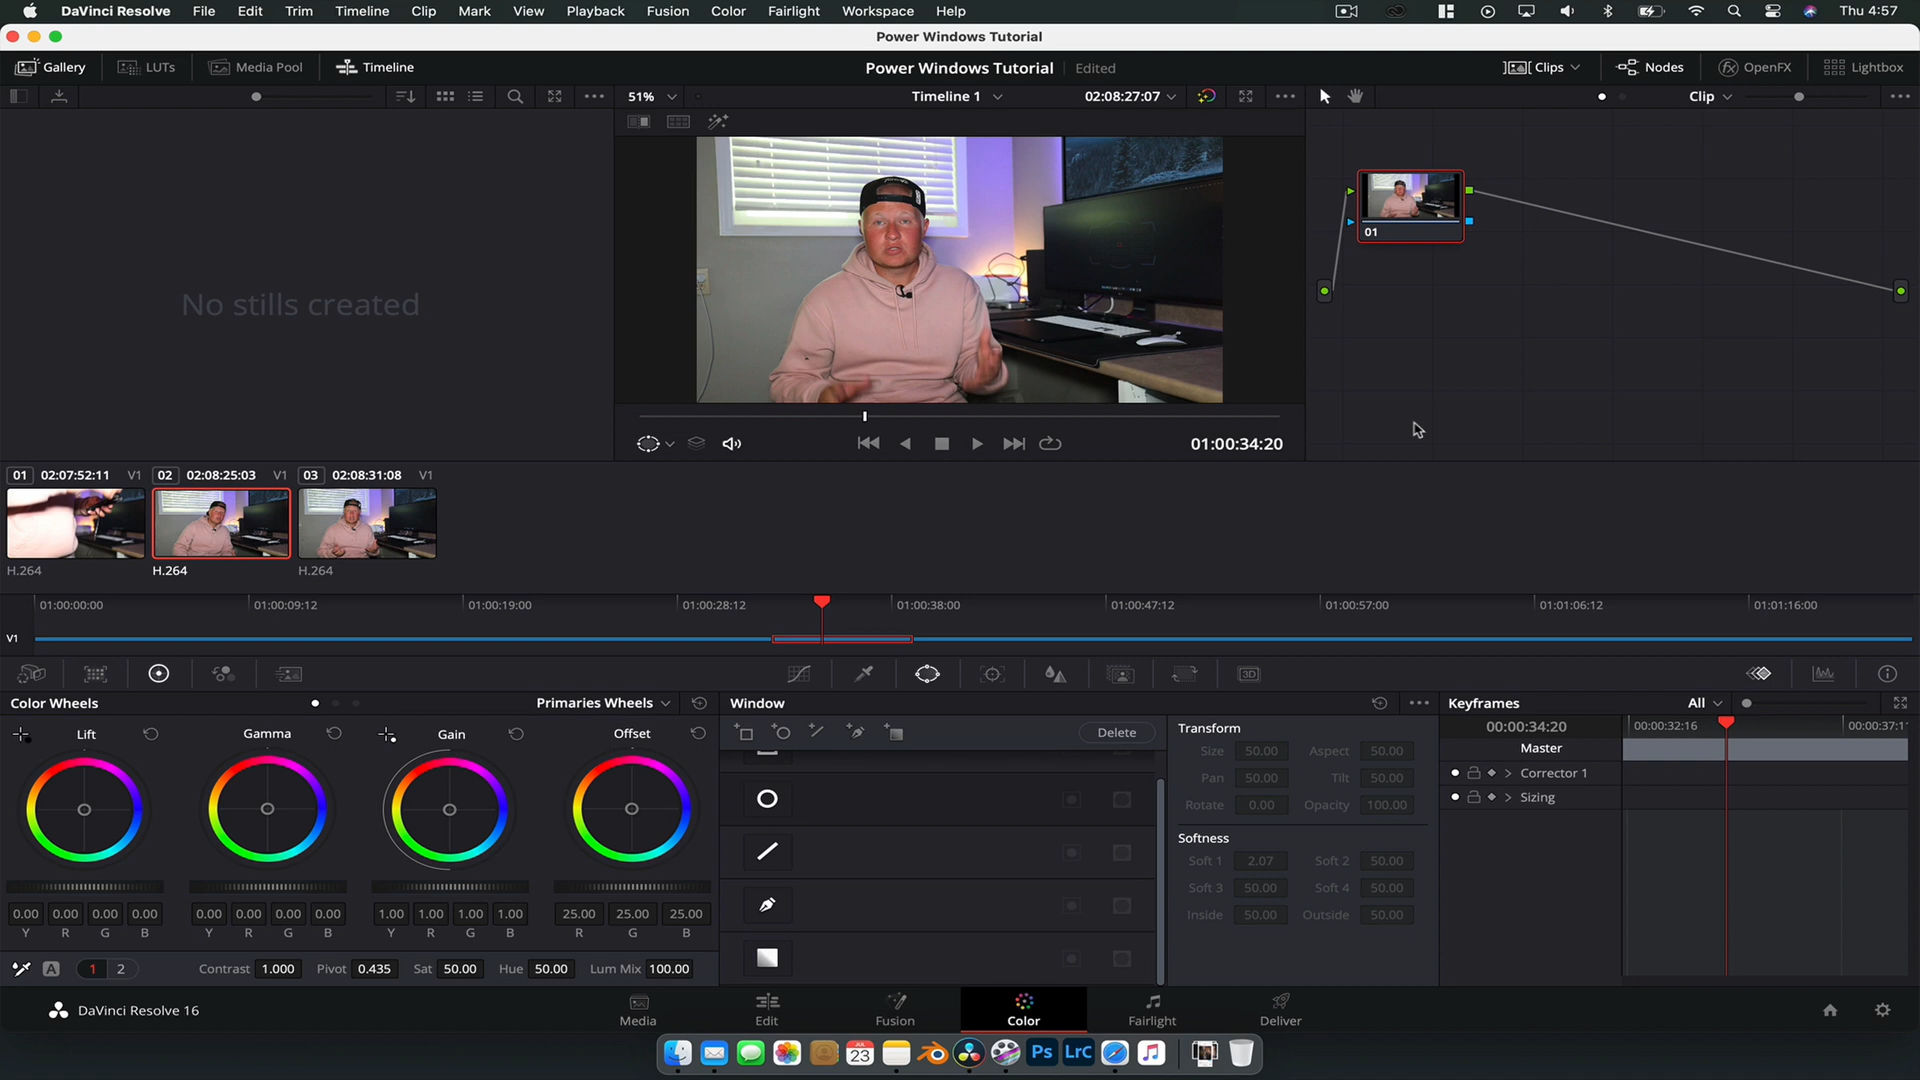 DaVinci Resolve File Edit Trim Timeline Clip Mark View Playback Fusion Color Fairlight Workspace Help Thu 4:57
Power Windows Tutorial
Gallery LUTs Media Pool Timeline Power Windows Tutorial Edited Clips Nodes fx OpenFX Lightbox
51% Timeline 1 02:08:27:07 Clip
No stills created
01
01:00:34:20
01 02:07:52:11 V1 02 02:08:25:03 V1 03 02:08:31:08 V1
H.264 H.264 H.264
01:00:00:00 01:00:09:12 01:00:19:00 01:00:28:12 01:00:38:00 01:00:47:12 01:00:57:00 01:01:06:12 01:01:16:00
V1
3D
Color Wheels Primaries Wheels Window Keyframes All
Lift Gamma Gain Offset Delete Transform 00:00:34:20 00:00:32:16 00:00:37:1
Size 50.00 Aspect 50.00 Master
Pan 50.00 Tilt 50.00 Corrector 1
Rotate 0.00 Opacity 100.00 Sizing
Softness
Soft 1 2.07 Soft 2 50.00
Soft 3 50.00 Soft 4 50.00
0.00 0.00 0.00 0.00 0.00 0.00 0.00 0.00 1.00 1.00 1.00 1.00 25.00 25.00 25.00 Inside 50.00 Outside 50.00
Y R G B Y R G B Y R G B R G B
A 1 2 Contrast 1.000 Pivot 0.435 Sat 50.00 Hue 50.00 Lum Mix 100.00
DaVinci Resolve 16 Media Edit Fusion Color Fairlight Deliver
JUL 23 Ps LrC